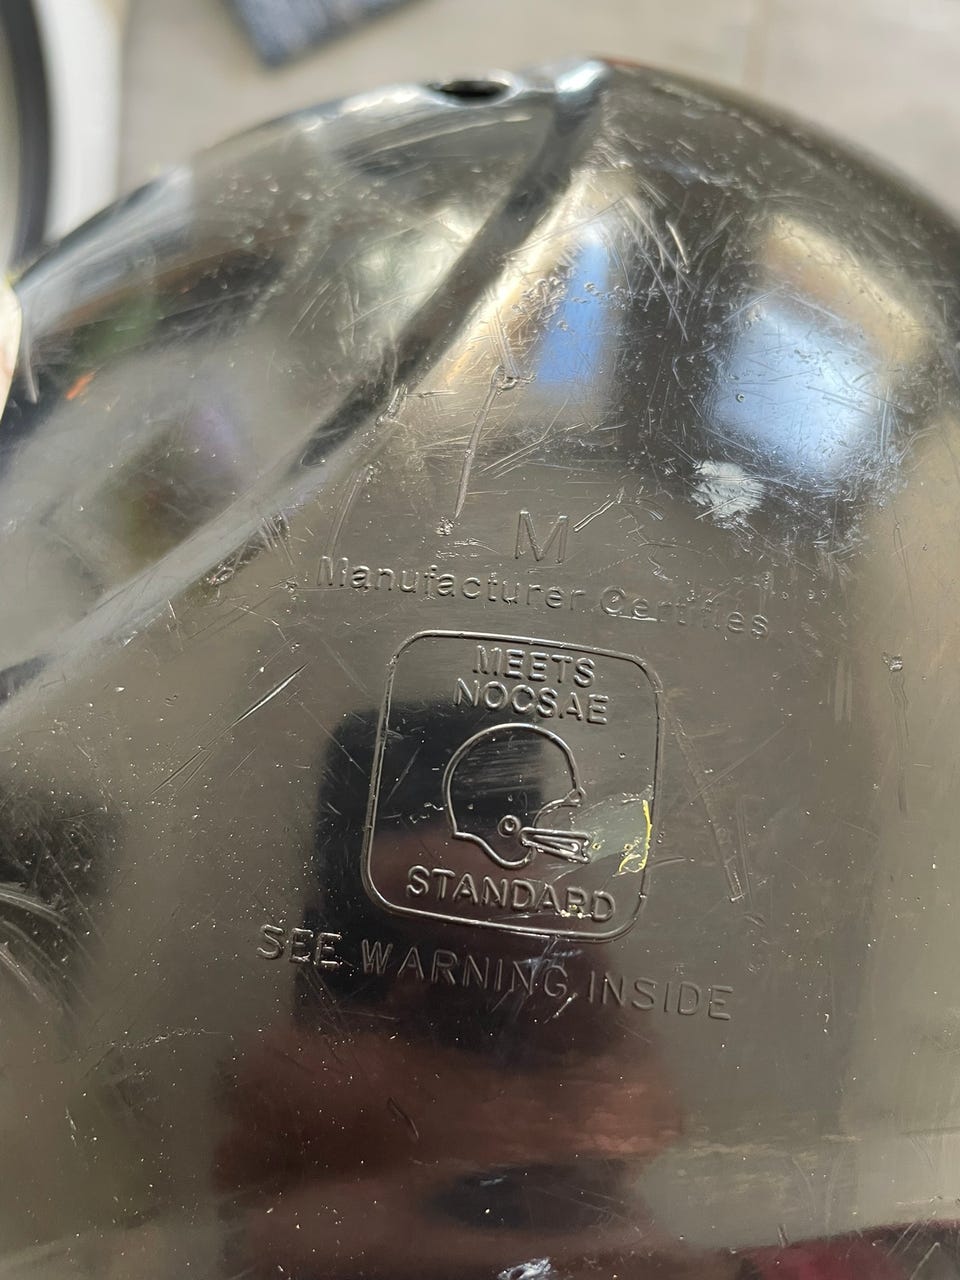 M
Manufacturer Certifies
MEETS
NOCSAE
STANDARD
SEE WARNING INSIDE